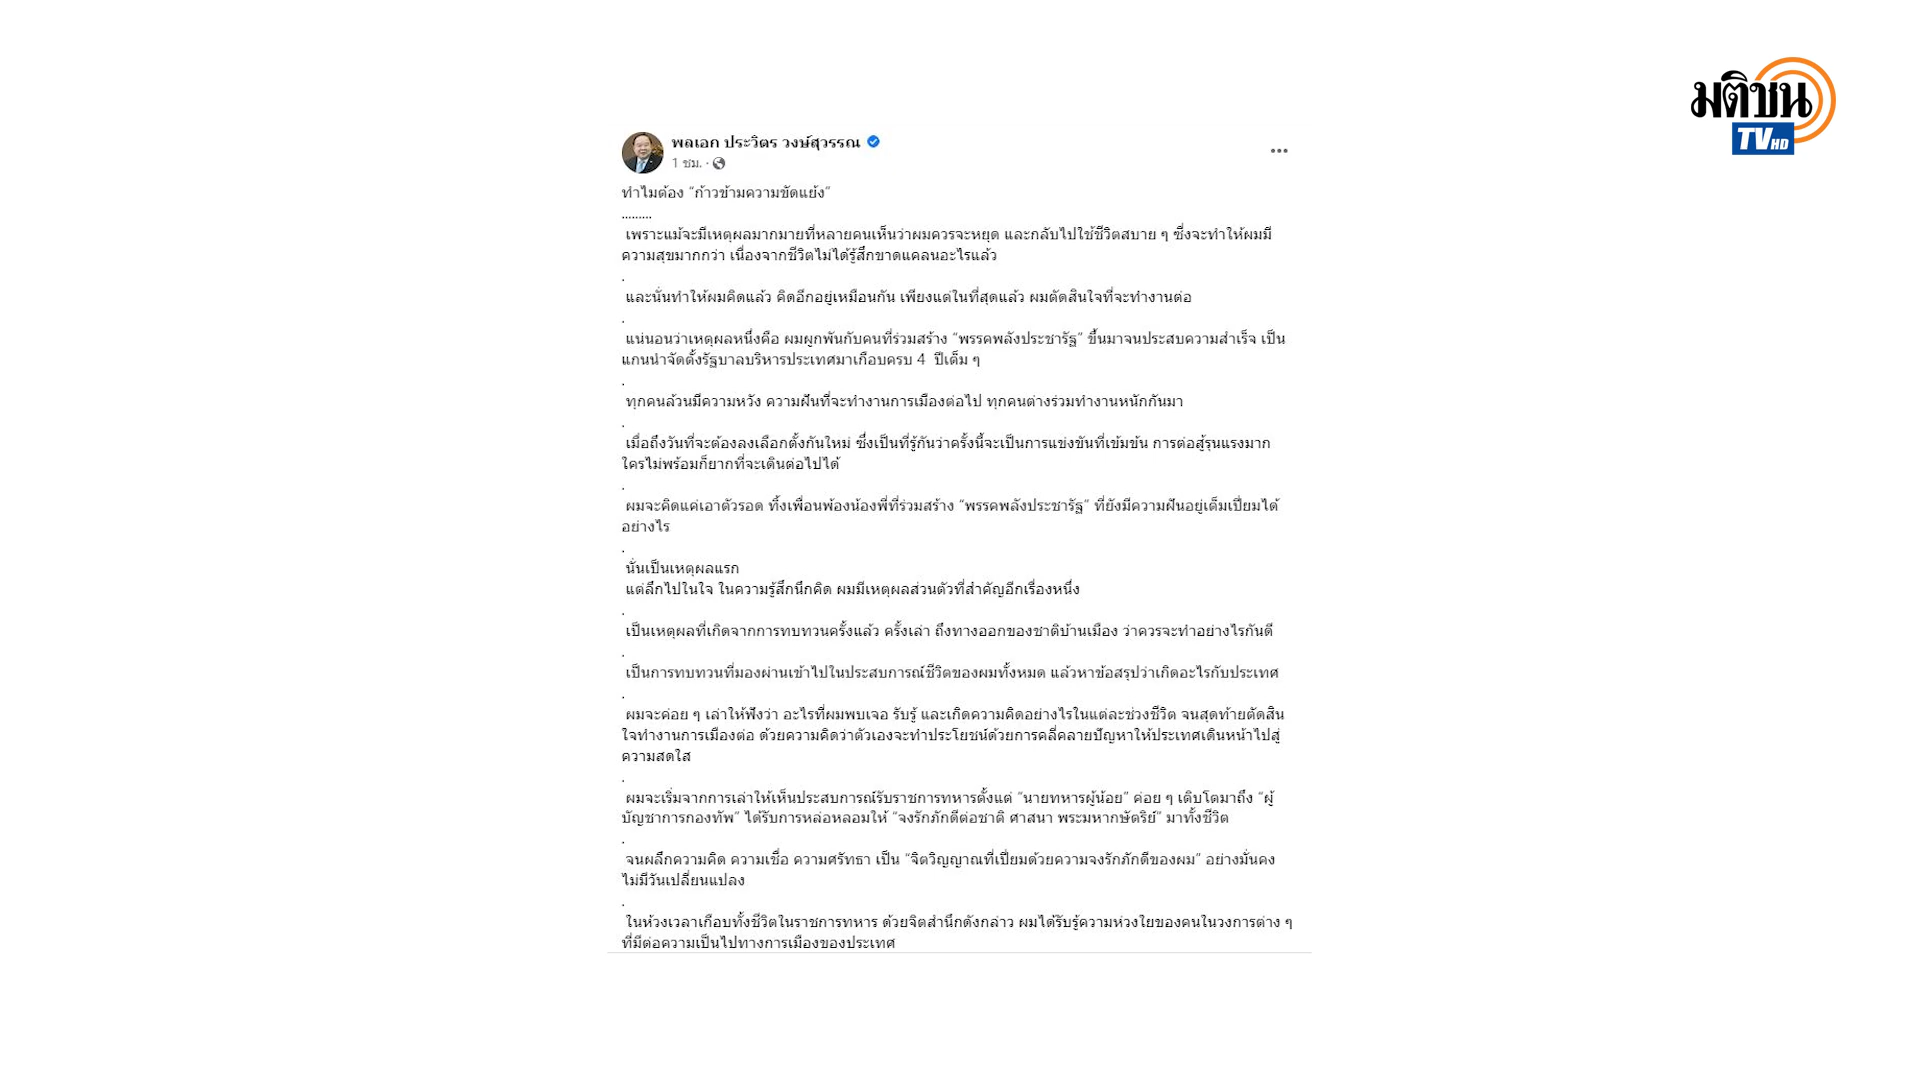 มติชน
TV HD
พลเอก ประวิตร วงษ์สุวรรณ
1 ชม. ·
ทำไมต้อง “ก้าวข้ามความขัดแย้ง”
.........
เพราะแม้จะมีเหตุผลมากมายที่หลายคนเห็นว่าผมควรจะหยุด และกลับไปใช้ชีวิตสบาย ๆ ซึ่งจะทำให้ผมมี
ความสุขมากกว่า เนื่องจากชีวิตไม่ได้รู้สึกขาดแคลนอะไรแล้ว
.
และนั่นทำให้ผมคิดแล้ว คิดอีกอยู่เหมือนกัน เพียงแต่ในที่สุดแล้ว ผมตัดสินใจที่จะทำงานต่อ
.
แน่นอนว่าเหตุผลหนึ่งคือ ผมผูกพันกับคนที่ร่วมสร้าง “พรรคพลังประชารัฐ” ขึ้นมาจนประสบความสำเร็จ เป็น
แกนนำจัดตั้งรัฐบาลบริหารประเทศมาเกือบครบ 4 ปีเต็ม ๆ
.
ทุกคนล้วนมีความหวัง ความฝันที่จะทำงานการเมืองต่อไป ทุกคนต่างร่วมทำงานหนักกันมา
.
เมื่อถึงวันที่จะต้องลงเลือกตั้งกันใหม่ ซึ่งเป็นที่รู้กันว่าครั้งนี้จะเป็นการแข่งขันที่เข้มข้น การต่อสู้รุนแรงมาก
ใครไม่พร้อมก็ยากที่จะเดินต่อไปได้
.
ผมจะคิดแค่เอาตัวรอด ทิ้งเพื่อนพ้องน้องพี่ที่ร่วมสร้าง “พรรคพลังประชารัฐ” ที่ยังมีความฝันอยู่เต็มเปี่ยมได้
อย่างไร
.
นั่นเป็นเหตุผลแรก
แต่ลึกไปในใจ ในความรู้สึกนึกคิด ผมมีเหตุผลส่วนตัวที่สำคัญอีกเรื่องหนึ่ง
.
เป็นเหตุผลที่เกิดจากการทบทวนครั้งแล้ว ครั้งเล่า ถึงทางออกของชาติบ้านเมือง ว่าควรจะทำอย่างไรกันดี
.
เป็นการทบทวนที่มองผ่านเข้าไปในประสบการณ์ชีวิตของผมทั้งหมด แล้วหาข้อสรุปว่าเกิดอะไรกับประเทศ
.
ผมจะค่อย ๆ เล่าให้ฟังว่า อะไรที่ผมพบเจอ รับรู้ และเกิดความคิดอย่างไรในแต่ละช่วงชีวิต จนสุดท้ายตัดสิน
ใจทำงานการเมืองต่อ ด้วยความคิดว่าตัวเองจะทำประโยชน์ด้วยการคลี่คลายปัญหาให้ประเทศเดินหน้าไปสู่
ความสดใส
.
ผมจะเริ่มจากการเล่าให้เห็นประสบการณ์รับราชการทหารตั้งแต่ “นายทหารผู้น้อย” ค่อย ๆ เติบโตมาถึง “ผู้
บัญชาการกองทัพ” ได้รับการหล่อหลอมให้ “จงรักภักดีต่อชาติ ศาสนา พระมหากษัตริย์” มาทั้งชีวิต
.
จนผลึกความคิด ความเชื่อ ความศรัทธา เป็น “จิตวิญญาณที่เปี่ยมด้วยความจงรักภักดีของผม” อย่างมั่นคง
ไม่มีวันเปลี่ยนแปลง
.
ในห้วงเวลาเกือบทั้งชีวิตในราชการทหาร ด้วยจิตสำนึกดังกล่าว ผมได้รับรู้ความห่วงใยของคนในวงการต่าง ๆ
ที่มีต่อความเป็นไปทางการเมืองของประเทศ